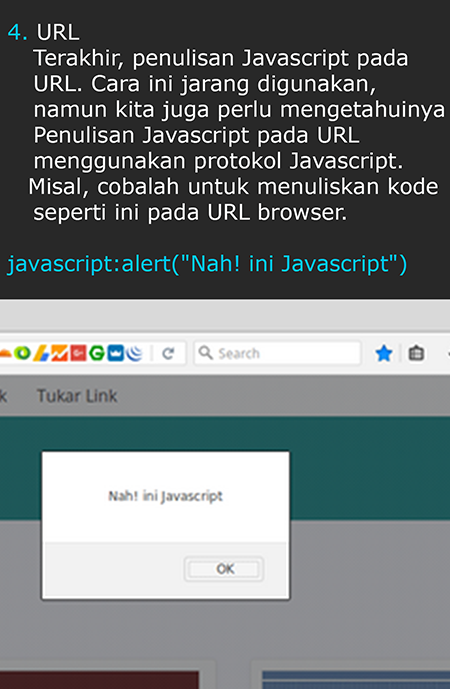 4. URL
Terakhir, penulisan Javascript pada
URL. Cara ini jarang digunakan,
namun kita juga perlu mengetahuinya
Penulisan Javascript pada URL
menggunakan protokol Javascript.
Misal, cobalah untuk menuliskan kode
seperti ini pada URL browser.
javascript:alert("Nah! ini Javascript")
Search
k Tukar Link
Nah! ini Javascript
OK